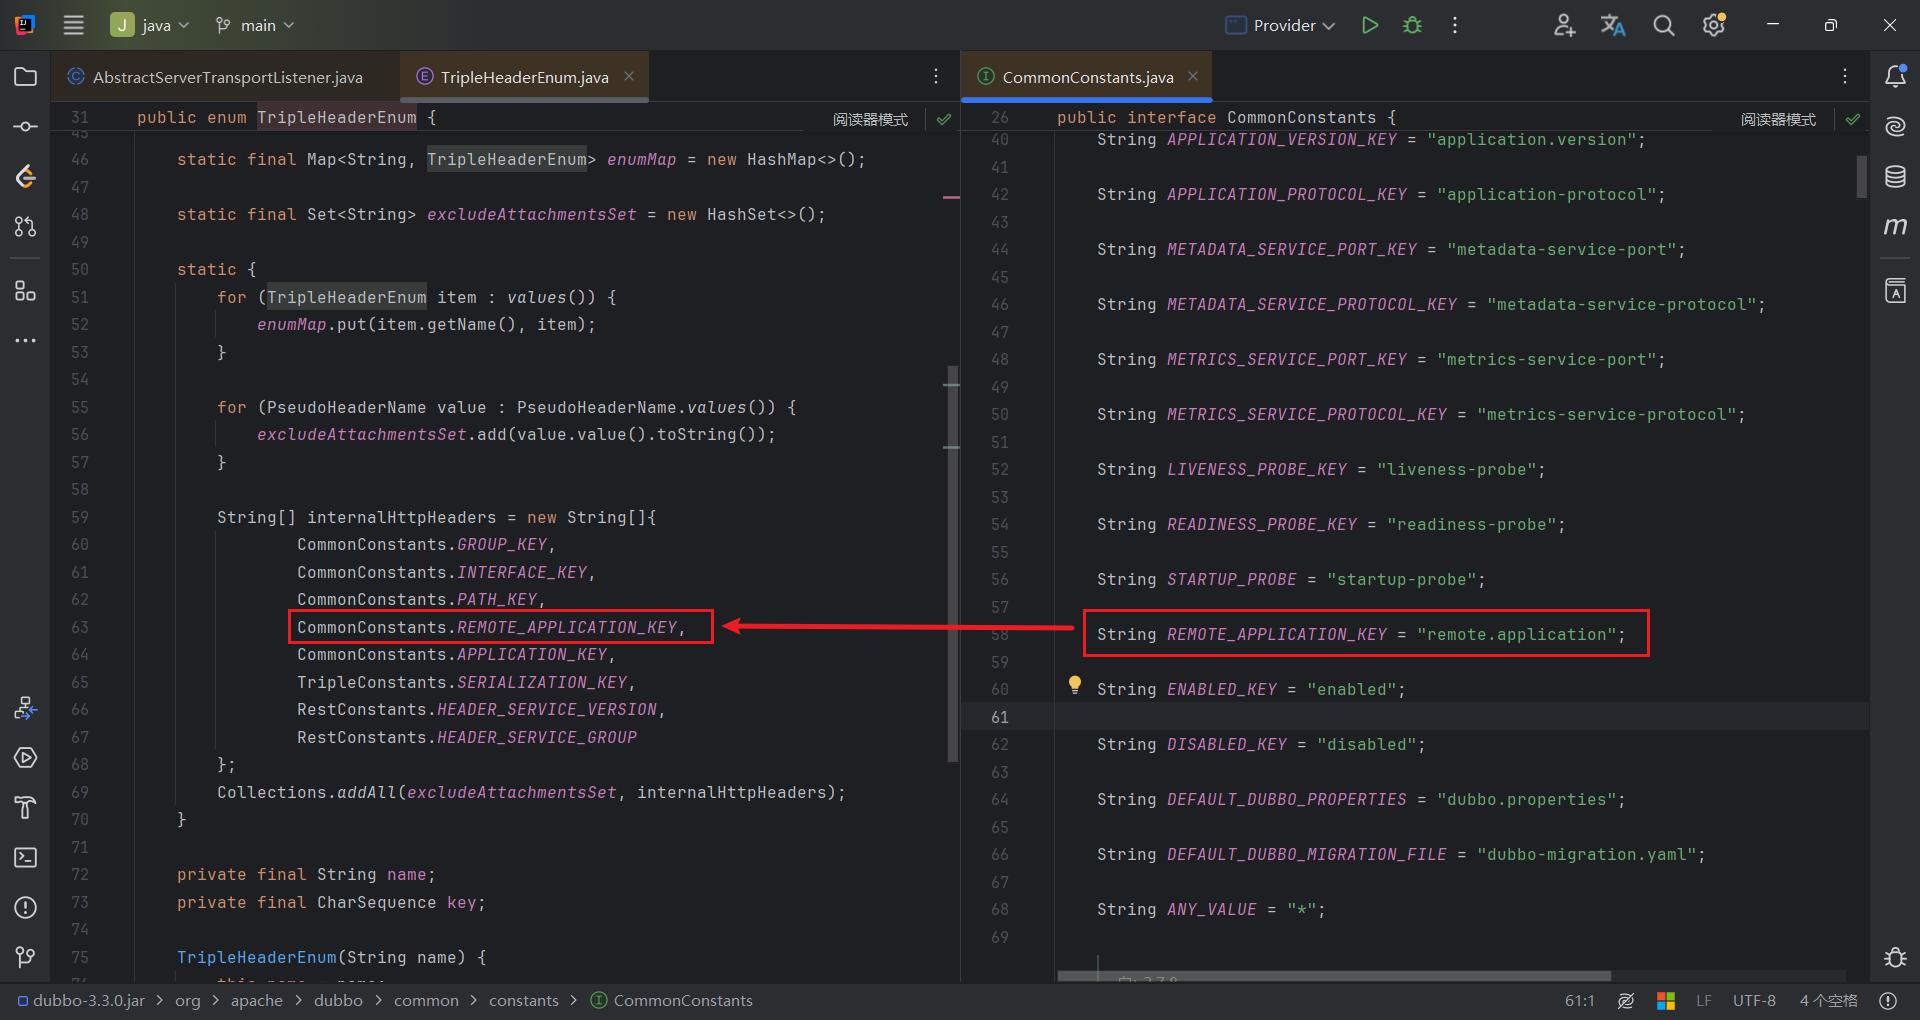 J java main Provider
AbstractServerTransportListener.java TripleHeaderEnum.java CommonConstants.java
31 public enum TripleHeaderEnum { 阅读器模式
45
46 static final Map<String, TripleHeaderEnum> enumMap = new HashMap<>();
47
48 static final Set<String> excludeAttachmentsSet = new HashSet<>();
49
50 static {
51 for (TripleHeaderEnum item : values()) {
52 enumMap.put(item.getName(), item);
53 }
54
55 for (PseudoHeaderName value : PseudoHeaderName.values()) {
56 excludeAttachmentsSet.add(value.value().toString());
57 }
58
59 String[] internalHttpHeaders = new String[]{
60 CommonConstants.GROUP_KEY,
61 CommonConstants.INTERFACE_KEY,
62 CommonConstants.PATH_KEY,
63 CommonConstants.REMOTE_APPLICATION_KEY,
64 CommonConstants.APPLICATION_KEY,
65 TripleConstants.SERIALIZATION_KEY,
66 RestConstants.HEADER_SERVICE_VERSION,
67 RestConstants.HEADER_SERVICE_GROUP
68 };
69 Collections.addAll(excludeAttachmentsSet, internalHttpHeaders);
70 }
71
72 private final String name;
73 private final CharSequence key;
74
75 TripleHeaderEnum(String name) {
26 public interface CommonConstants { 阅读器模式
40 String APPLICATION_VERSION_KEY = "application.version";
41
42 String APPLICATION_PROTOCOL_KEY = "application-protocol";
43
44 String METADATA_SERVICE_PORT_KEY = "metadata-service-port";
45
46 String METADATA_SERVICE_PROTOCOL_KEY = "metadata-service-protocol";
47
48 String METRICS_SERVICE_PORT_KEY = "metrics-service-port";
49
50 String METRICS_SERVICE_PROTOCOL_KEY = "metrics-service-protocol";
51
52 String LIVENESS_PROBE_KEY = "liveness-probe";
53
54 String READINESS_PROBE_KEY = "readiness-probe";
55
56 String STARTUP_PROBE = "startup-probe";
57
58 String REMOTE_APPLICATION_KEY = "remote.application";
59
60 String ENABLED_KEY = "enabled";
61
62 String DISABLED_KEY = "disabled";
63
64 String DEFAULT_DUBBO_PROPERTIES = "dubbo.properties";
65
66 String DEFAULT_DUBBO_MIGRATION_FILE = "dubbo-migration.yaml";
67
68 String ANY_VALUE = "*";
69
dubbo-3.3.0.jar > org > apache > dubbo > common > constants > CommonConstants 61:1 LF UTF-8 4 个空格